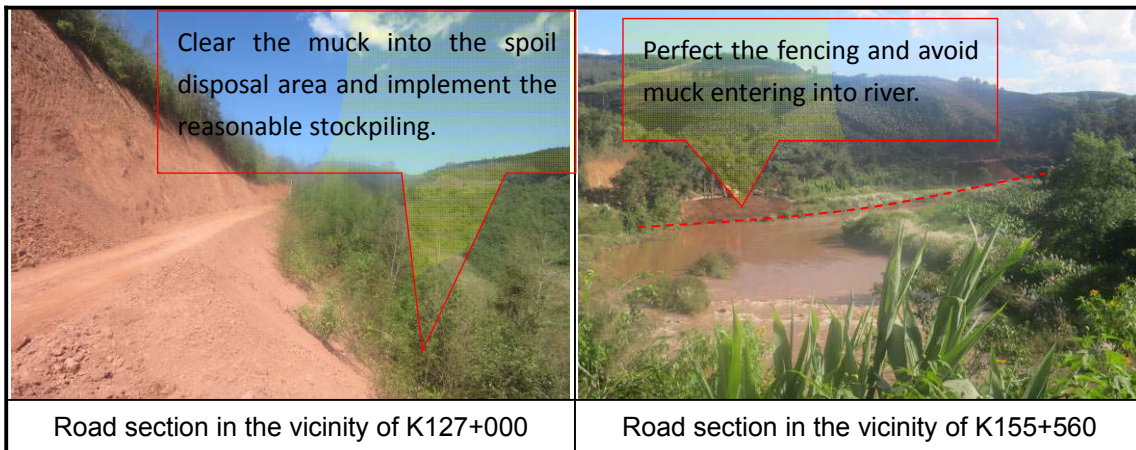 Clear the muck into the spoil
disposal area and implement the
reasonable stockpiling.
Perfect the fencing and avoid
muck entering into river.
Road section in the vicinity of K127+000
Road section in the vicinity of K155+560